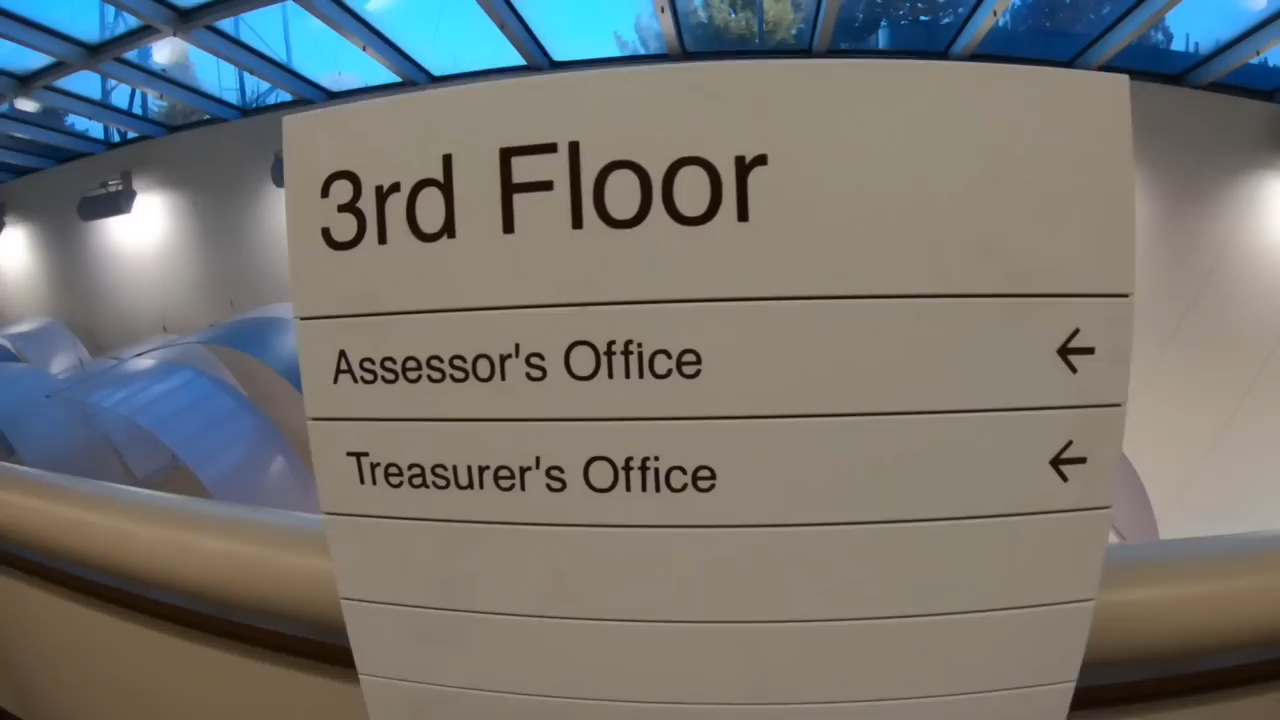 3rd Floor
Assessor's Office ←
Treasurer's Office ←